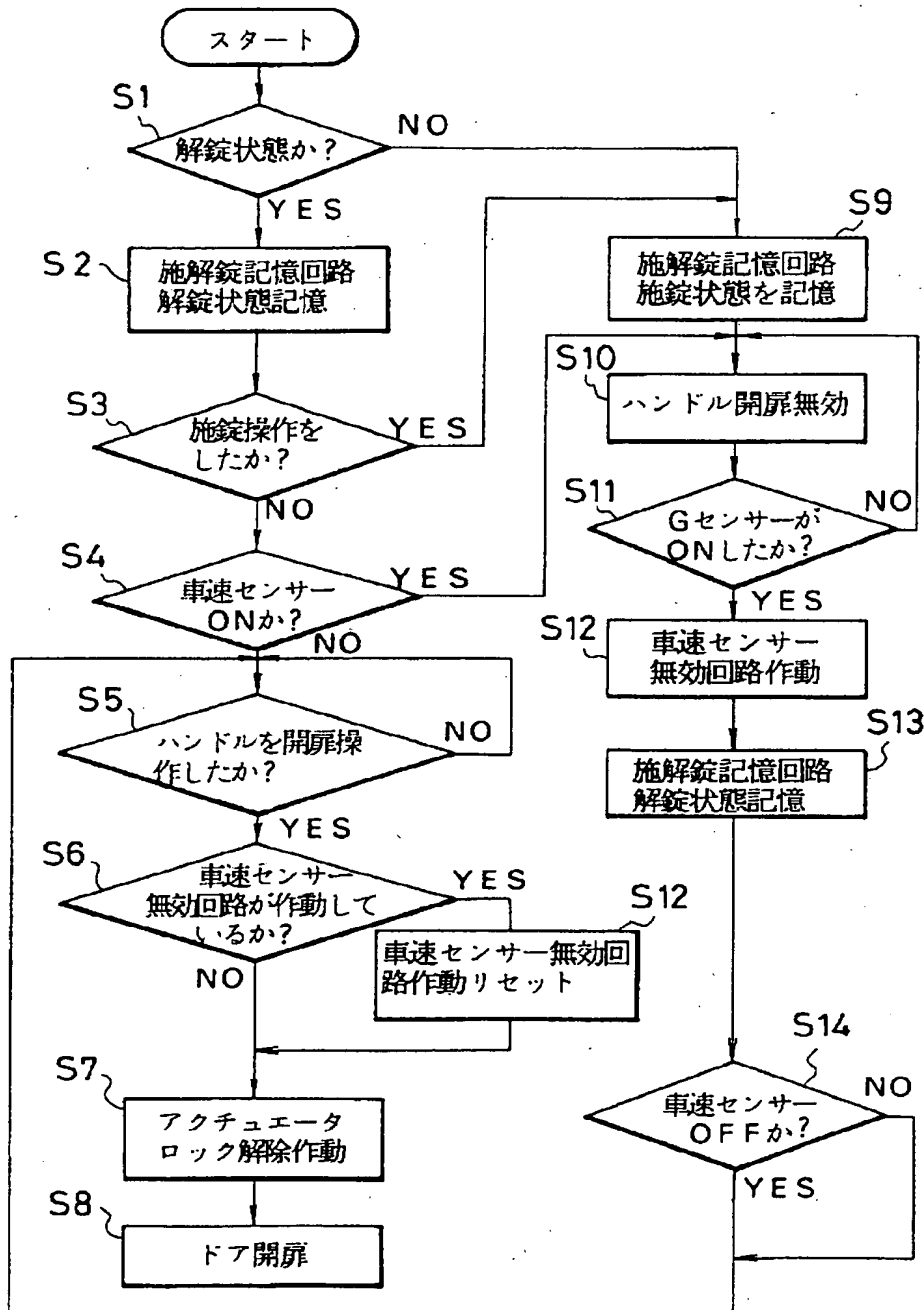 スタート
S1
解錠状態か?
NO
YES
S2
施解錠記憶回路
解錠状態記憶
S3
施錠操作を
したか?
YES
NO
S4
車速センサー
ONか?
YES
NO
S5
ハンドルを開扉操
作したか?
NO
YES
S6
車速センサー
無効回路が作動して
いるか?
YES
NO
S12
車速センサー無効回
路作動リセット
S7
アクチュエータ
ロック解除作動
S8
ドア開扉
S9
施解錠記憶回路
施錠状態を記憶
S10
ハンドル開扉無効
S11
Gセンサーが
ONしたか?
NO
YES
S12
車速センサー
無効回路作動
S13
施解錠記憶回路
解錠状態記憶
S14
車速センサー
OFFか?
NO
YES